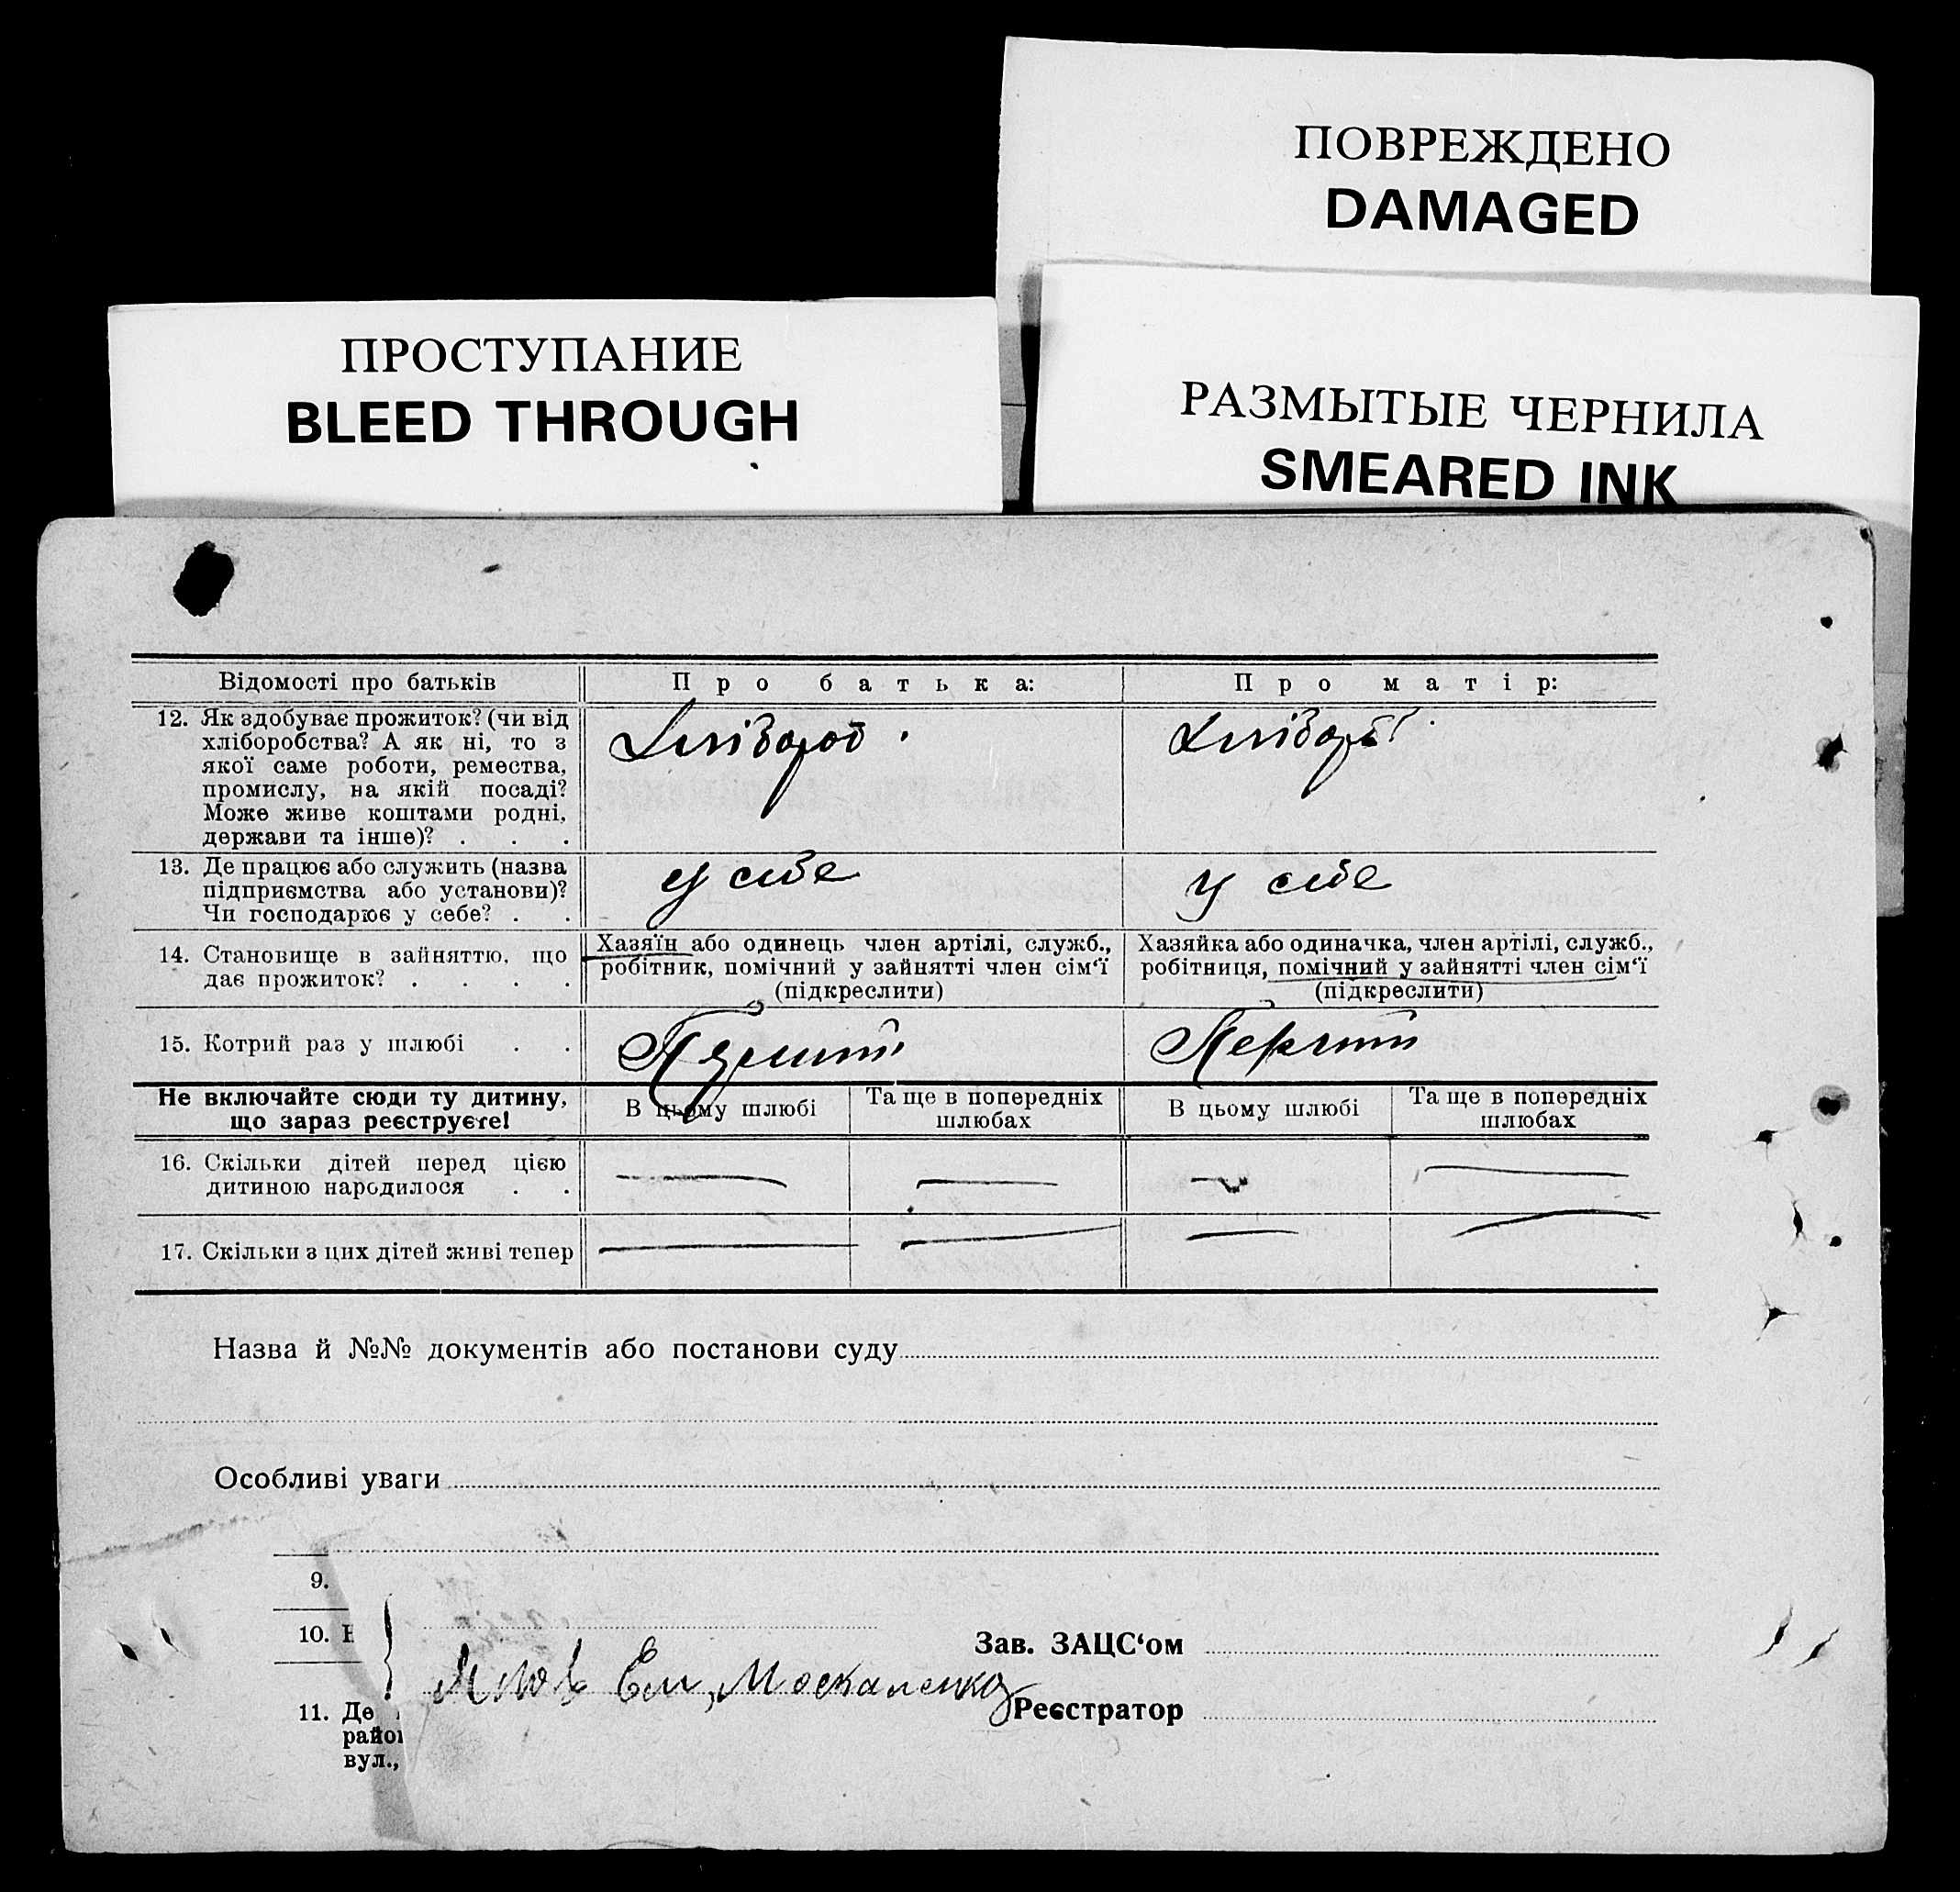 ПОВРЕЖДЕНО
DAMAGED
ПРОСТУПАНИЕ
BLEED THROUGH
РАЗМЫТЫЕ ЧЕРНИЛА
SMEARED INK
Відомості про батьків
Про батька:
Про матір:
12. Як здобуває прожиток? (чи від
хліборобства? А як ні, то з
якої саме роботи, ремества,
промислу, на якій посаді?
Може живе коштами родні,
держави та інше)? . . .
Хлібороб
Хлібороб
13. Де працює або служить (назва
підприємства або установи)?
Чи господарює у себе? . .
у себе
у себе
14. Становище в зайняттю, що
дає прожиток? . . . .
Хазяїн або одинець член артілі, служб.,
робітник, помічний у зайнятті член сім'ї
(підкреслити)
Хазяйка або одиначка, член артілі, служб.,
робітниця, помічний у зайнятті член сім'ї
(підкреслити)
15. Котрий раз у шлюбі . .
Перший
Не включайте сюди ту дитину,
що зараз реєструєте!
В цьому шлюбі
Та ще в попередніх
шлюбах
В цьому шлюбі
Та ще в попередніх
шлюбах
16. Скільки дітей перед цією
дитиною народилося . .
— — — —
17. Скільки з цих дітей живі тепер
— — — —
Назва й №№ документів або постанови суду
Особливі уваги
9.
10.
Зав. ЗАЦС'ом
Москаленко
Реєстратор
11. Де
район
вул.,